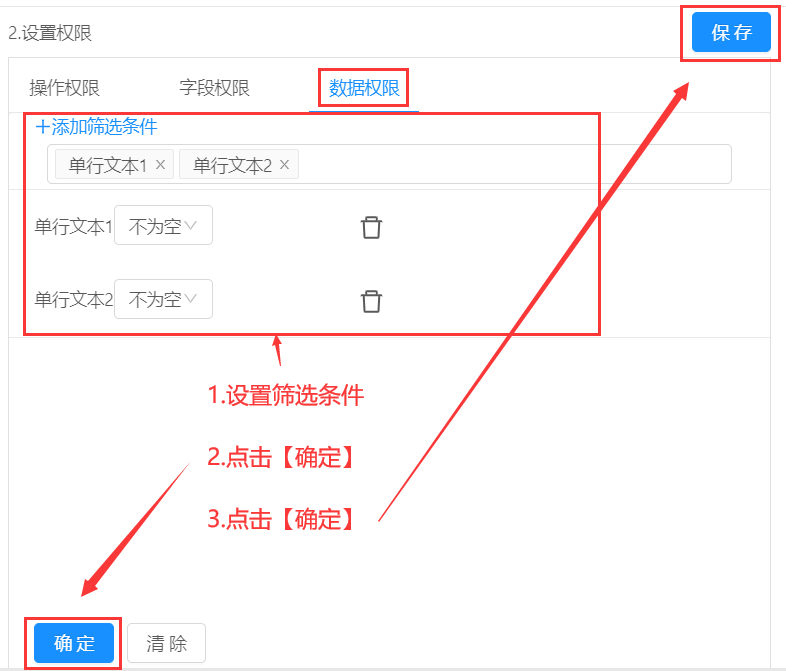 2.设置权限
保存
操作权限 字段权限 数据权限
+添加筛选条件
单行文本1 × 单行文本2 ×
单行文本1 不为空
单行文本2 不为空
1.设置筛选条件
2.点击【确定】
3.点击【确定】
确定 清除